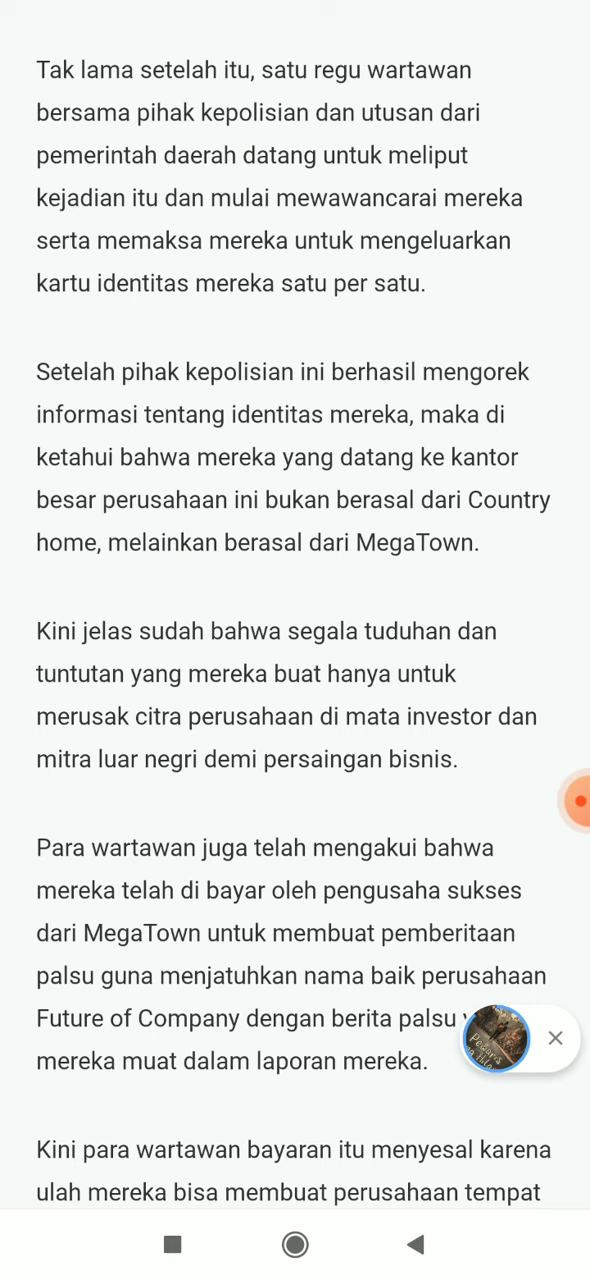 Tak lama setelah itu, satu regu wartawan
bersama pihak kepolisian dan utusan dari
pemerintah daerah datang untuk meliput
kejadian itu dan mulai mewawancarai mereka
serta memaksa mereka untuk mengeluarkan
kartu identitas mereka satu per satu.
Setelah pihak kepolisian ini berhasil mengorek
informasi tentang identitas mereka, maka di
ketahui bahwa mereka yang datang ke kantor
besar perusahaan ini bukan berasal dari Country
home, melainkan berasal dari MegaTown.
Kini jelas sudah bahwa segala tuduhan dan
tuntutan yang mereka buat hanya untuk
merusak citra perusahaan di mata investor dan
mitra luar negri demi persaingan bisnis.
Para wartawan juga telah mengakui bahwa
mereka telah di bayar oleh pengusaha sukses
dari MegaTown untuk membuat pemberitaan
palsu guna menjatuhkan nama baik perusahaan
Future of Company dengan berita palsu
mereka muat dalam laporan mereka.
Kini para wartawan bayaran itu menyesal karena
ulah mereka bisa membuat perusahaan tempat